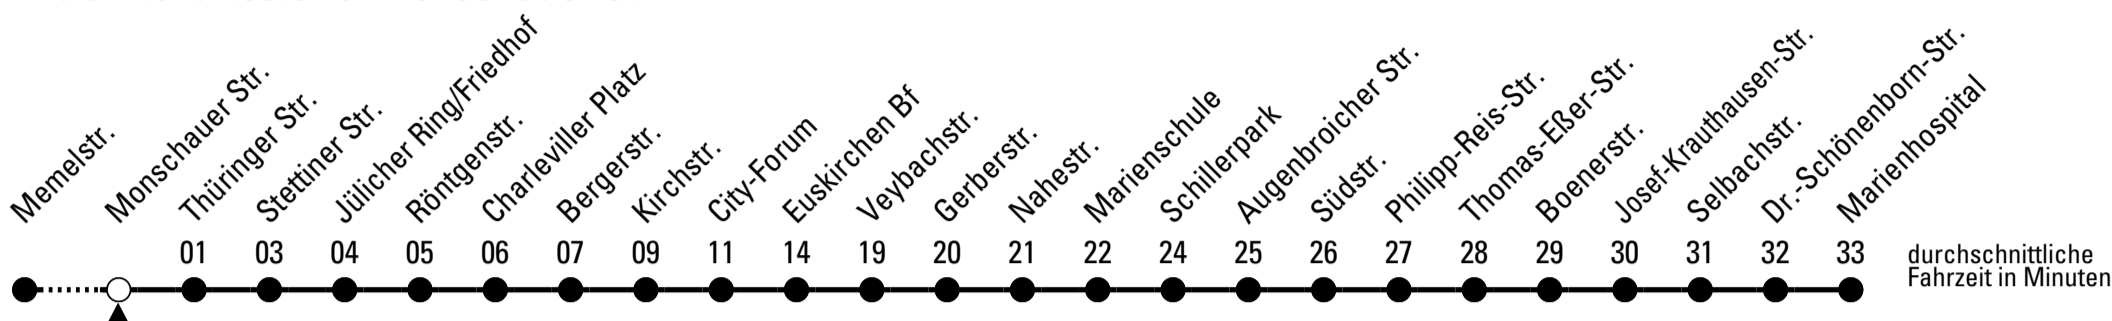 Memelstr.
Monschauer Str.
Thüringer Str.
Stettiner Str.
Jülicher Ring/Friedhof
Röntgenstr.
Charleviller Platz
Bergerstr.
Kirchstr.
City-Forum
Euskirchen Bf
Veybachstr.
Gerberstr.
Nahestr.
Marienschule
Schillerpark
Augenbroicher Str.
Südstr.
Philipp-Reis-Str.
Thomas-Eßer-Str.
Boenerstr.
Josef-Krauthausen-Str.
Selbachstr.
Dr.-Schönenborn-Str.
Marienhospital
01 03 04 05 06 07 09 11 14 19 20 21 22 24 25 26 27 28 29 30 31 32 33
durchschnittliche
Fahrzeit in Minuten